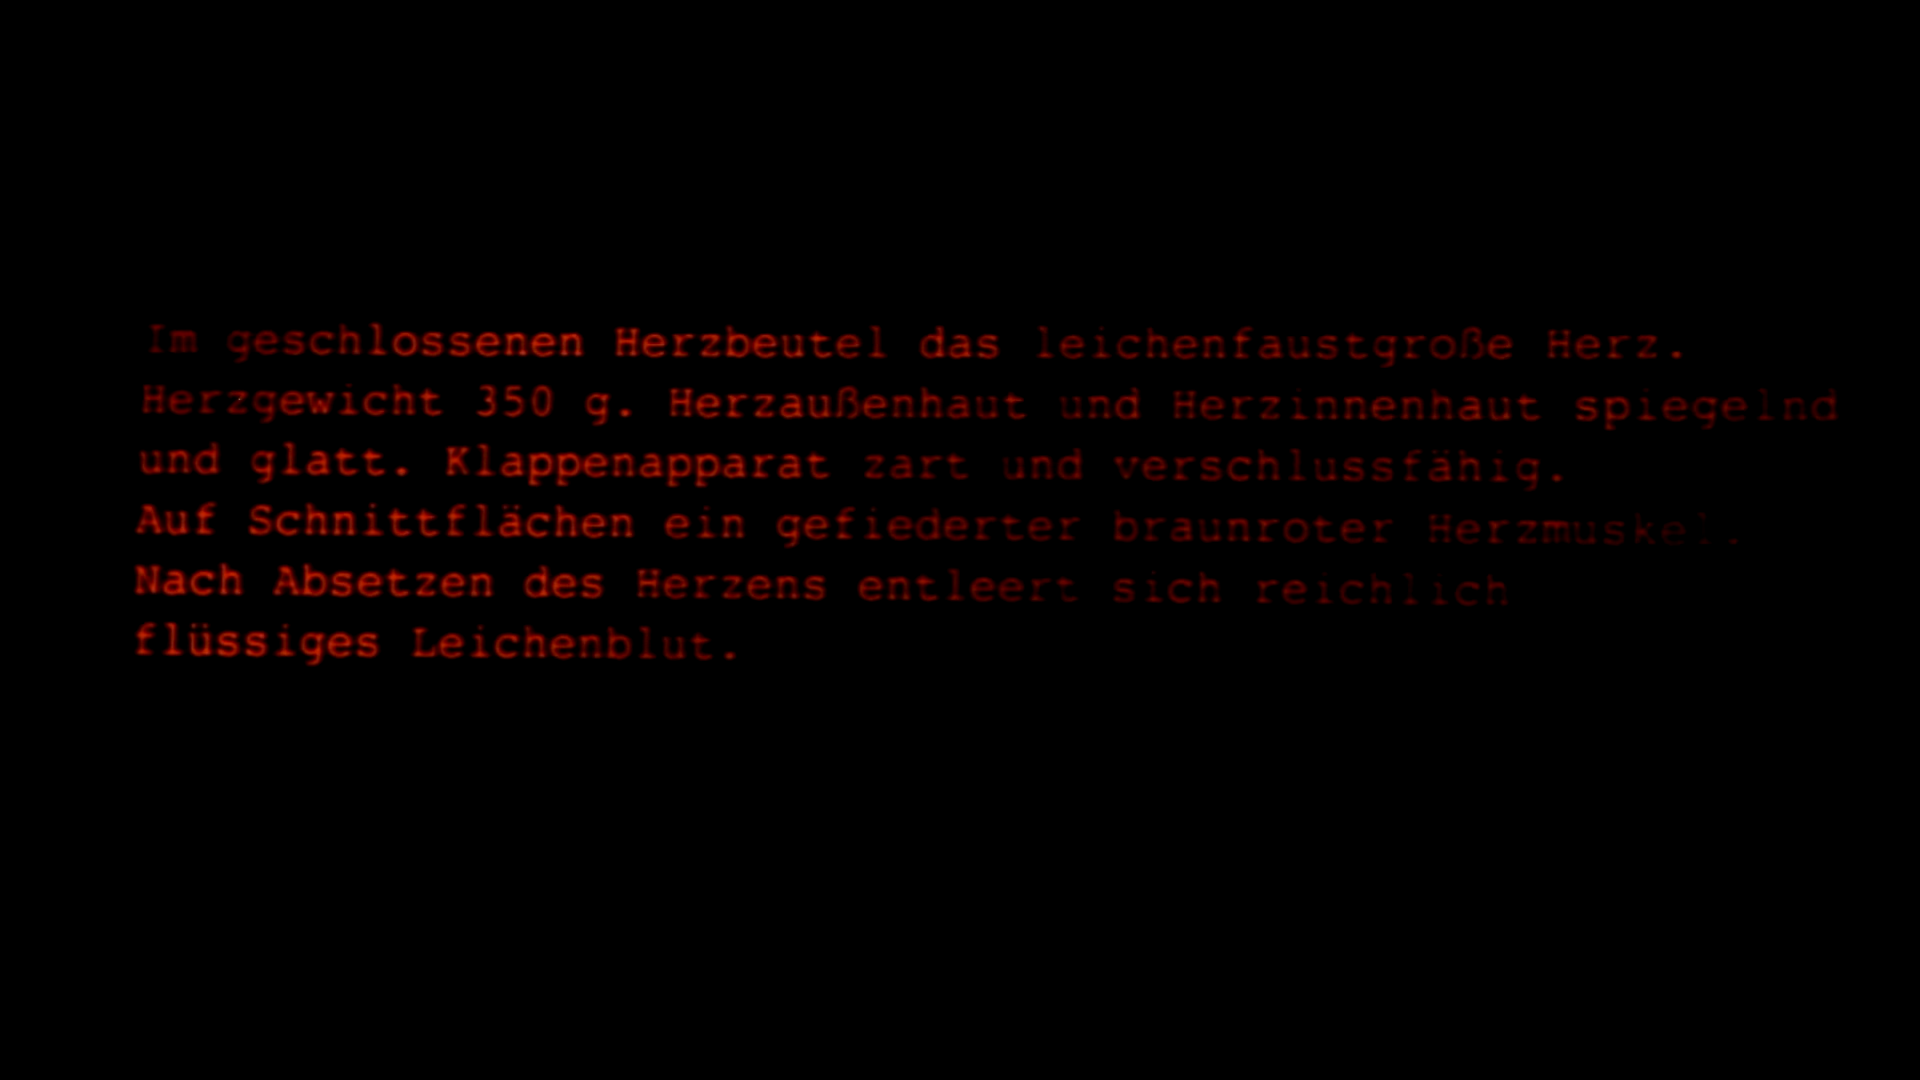 Im geschlossenen Herzbeutel das leichenfaustgroße Herz.
Herzgewicht 350 g. Herzaußenhaut und Herzinnenhaut spiegelnd
und glatt. Klappenapparat zart und verschlussfähig.
Auf Schnittflächen ein gefiederter braunroter Herzmuskel.
Nach Absetzen des Herzens entleert sich reichlich
flüssiges Leichenblut.